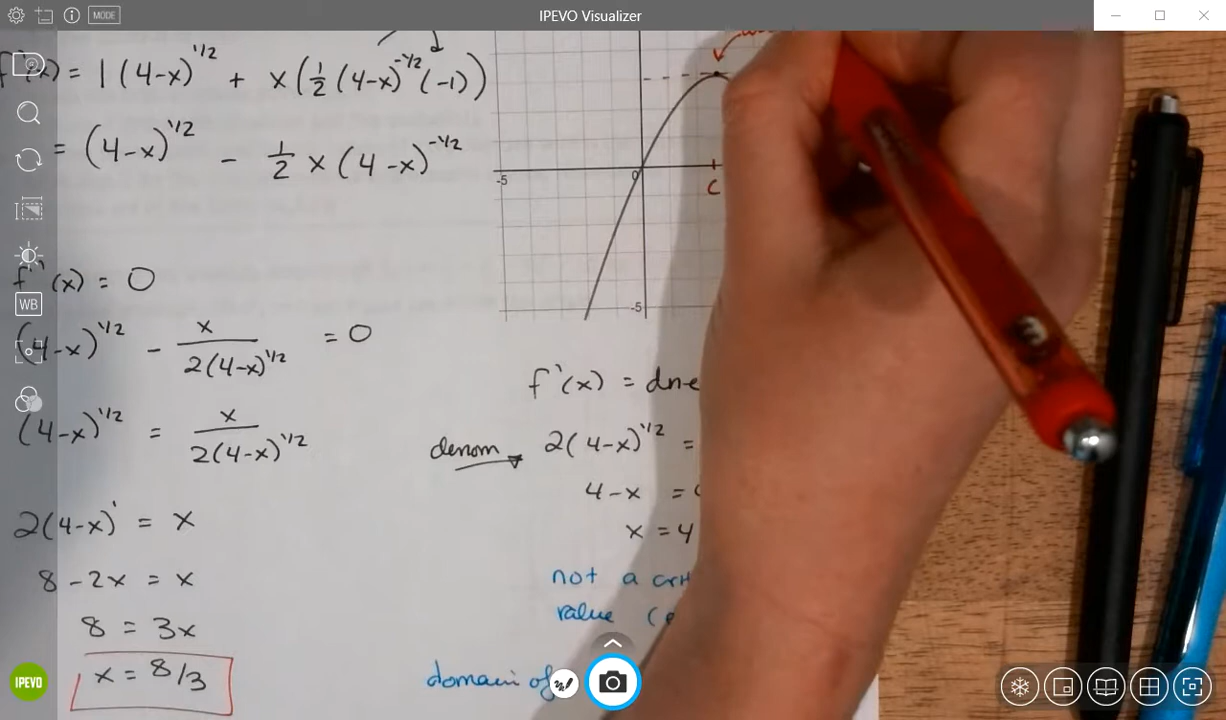 IPEVO Visualizer
MODE
f'(x) = 1(4-x)^1/2 + x(1/2(4-x)^-1/2(-1))
= (4-x)^1/2 - 1/2 x(4-x)^-1/2
-5
0
C
-5
f'(x) = 0
WB
(4-x)^1/2 - x/2(4-x)^1/2 = 0
(4-x)^1/2 = x/2(4-x)^1/2
2(4-x)' = x
8 - 2x = x
8 = 3x
x = 8/3
f'(x) = dne
denom → 2(4-x)^1/2 =
4-x =
x = 4
not a
value
domain of
IPEVO